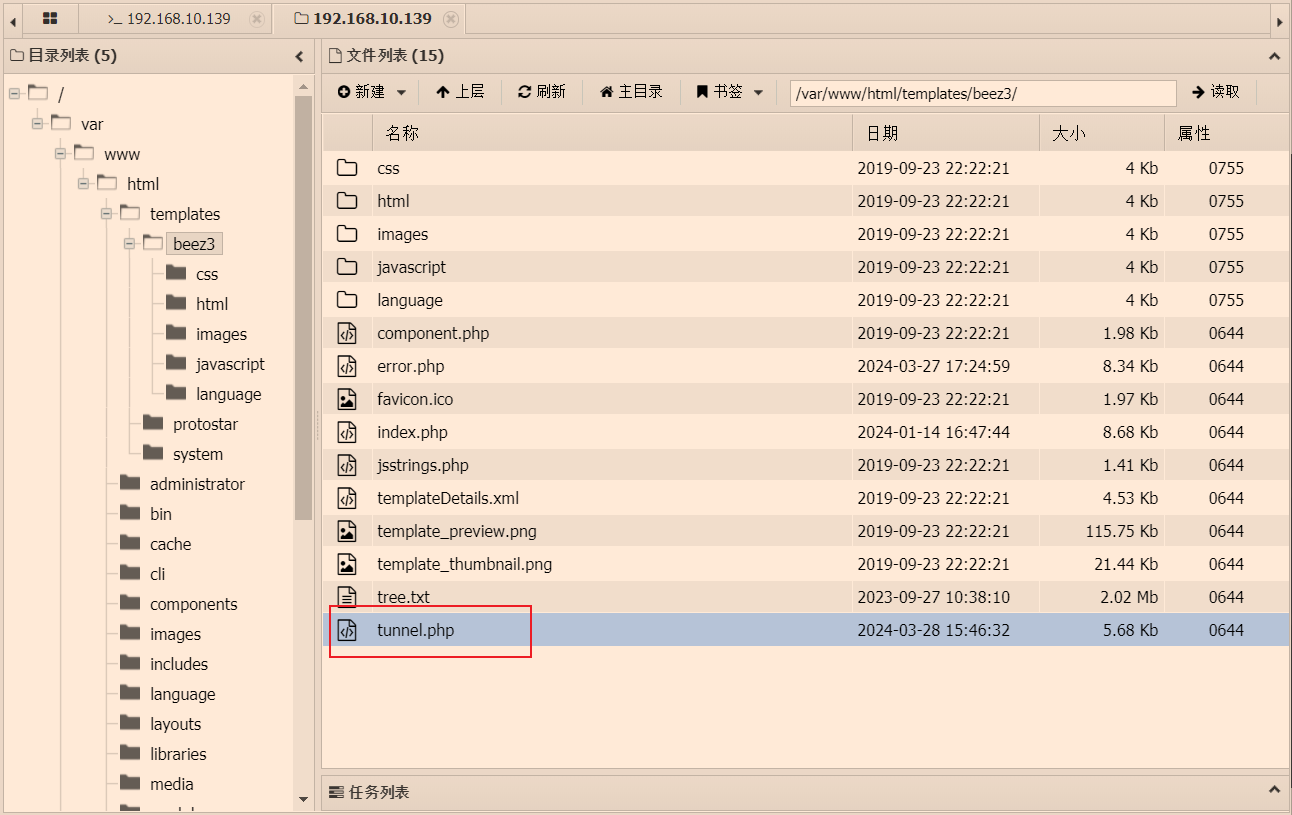 >_ 192.168.10.139 192.168.10.139
目录列表 (5)
/
var
www
html
templates
beez3
css
html
images
javascript
language
protostar
system
administrator
bin
cache
cli
components
images
includes
language
layouts
libraries
media
文件列表 (15)
新建 上层 刷新 主目录 书签 /var/www/html/templates/beez3/ 读取
名称 日期 大小 属性
css 2019-09-23 22:22:21 4 Kb 0755
html 2019-09-23 22:22:21 4 Kb 0755
images 2019-09-23 22:22:21 4 Kb 0755
javascript 2019-09-23 22:22:21 4 Kb 0755
language 2019-09-23 22:22:21 4 Kb 0755
component.php 2019-09-23 22:22:21 1.98 Kb 0644
error.php 2024-03-27 17:24:59 8.34 Kb 0644
favicon.ico 2019-09-23 22:22:21 1.97 Kb 0644
index.php 2024-01-14 16:47:44 8.68 Kb 0644
jsstrings.php 2019-09-23 22:22:21 1.41 Kb 0644
templateDetails.xml 2019-09-23 22:22:21 4.53 Kb 0644
template_preview.png 2019-09-23 22:22:21 115.75 Kb 0644
template_thumbnail.png 2019-09-23 22:22:21 21.44 Kb 0644
tree.txt 2023-09-27 10:38:10 2.02 Mb 0644
tunnel.php 2024-03-28 15:46:32 5.68 Kb 0644
任务列表